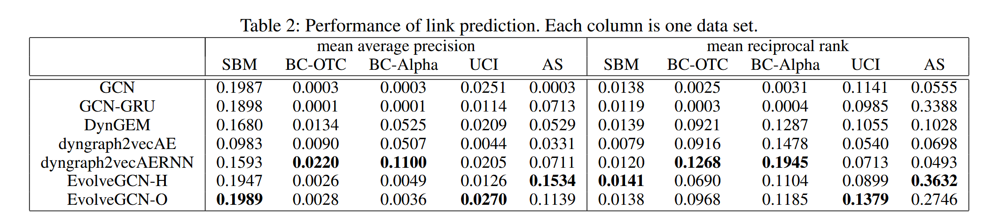 Table 2: Performance of link prediction. Each column is one data set.
mean average precision mean reciprocal rank
SBM BC-OTC BC-Alpha UCI AS SBM BC-OTC BC-Alpha UCI AS
GCN 0.1987 0.0003 0.0003 0.0251 0.0003 0.0138 0.0025 0.0031 0.1141 0.0555
GCN-GRU 0.1898 0.0001 0.0001 0.0114 0.0713 0.0119 0.0003 0.0004 0.0985 0.3388
DynGEM 0.1680 0.0134 0.0525 0.0209 0.0529 0.0139 0.0921 0.1287 0.1055 0.1028
dyngraph2vecAE 0.0983 0.0090 0.0507 0.0044 0.0331 0.0079 0.0916 0.1478 0.0540 0.0698
dyngraph2vecAERNN 0.1593 0.0220 0.1100 0.0205 0.0711 0.0120 0.1268 0.1945 0.0713 0.0493
EvolveGCN-H 0.1947 0.0026 0.0049 0.0126 0.1534 0.0141 0.0690 0.1104 0.0899 0.3632
EvolveGCN-O 0.1989 0.0028 0.0036 0.0270 0.1139 0.0138 0.0968 0.1185 0.1379 0.2746